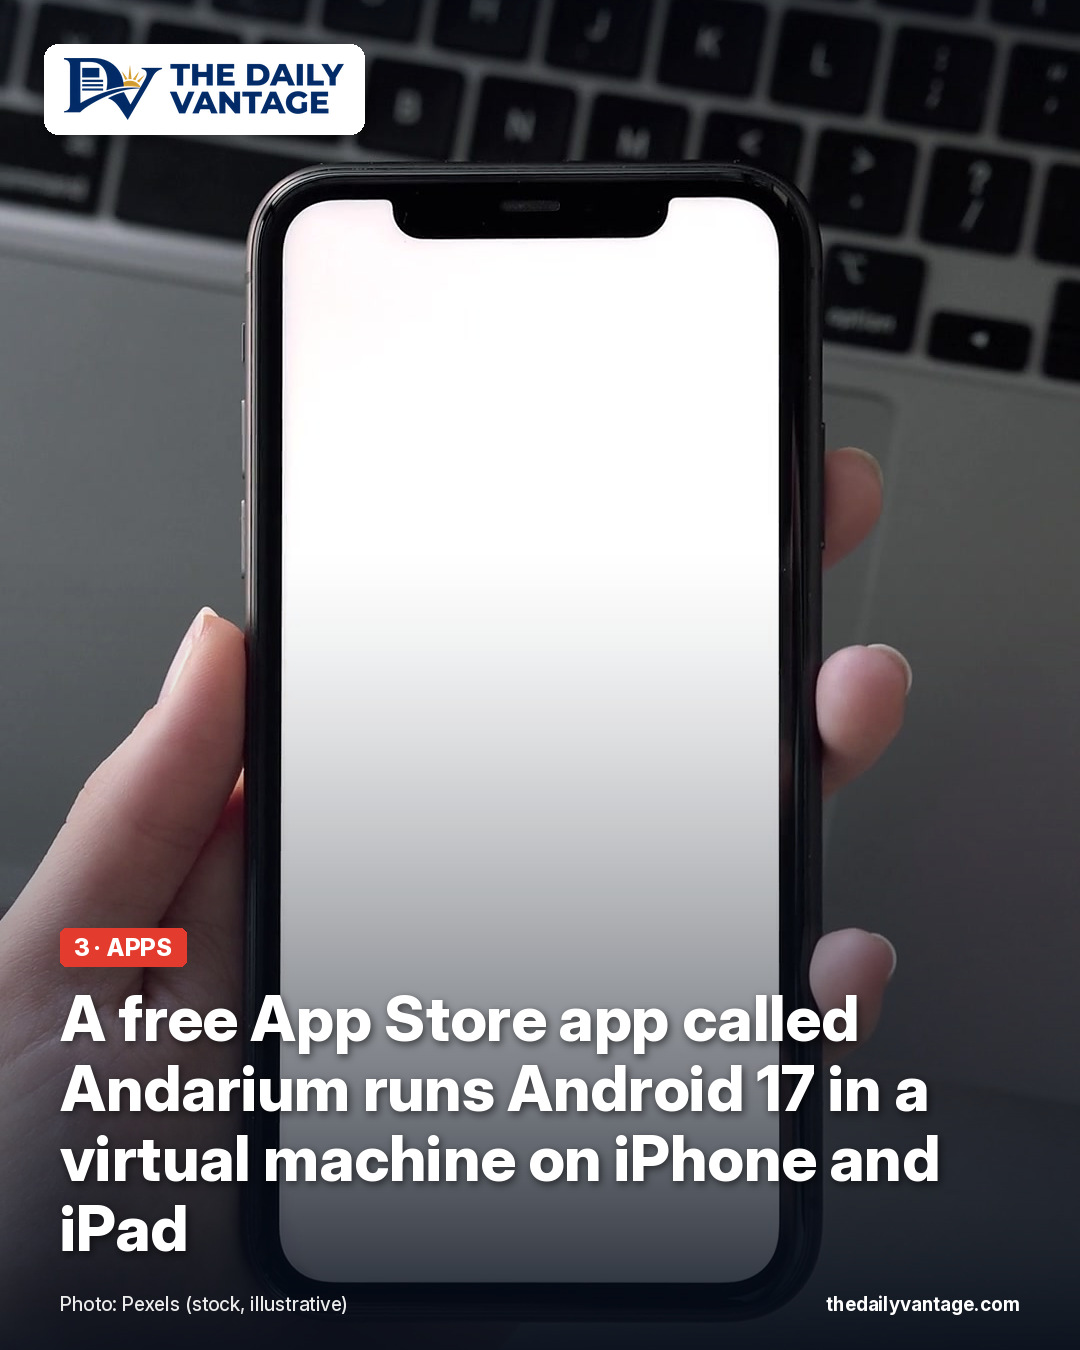 THE DAILY
VANTAGE
J
K
L
B
N
M
<
>
.
?
/
option
3 · APPS
A free App Store app called
Andarium runs Android 17 in a
virtual machine on iPhone and
iPad
Photo: Pexels (stock, illustrative)
thedailyvantage.com